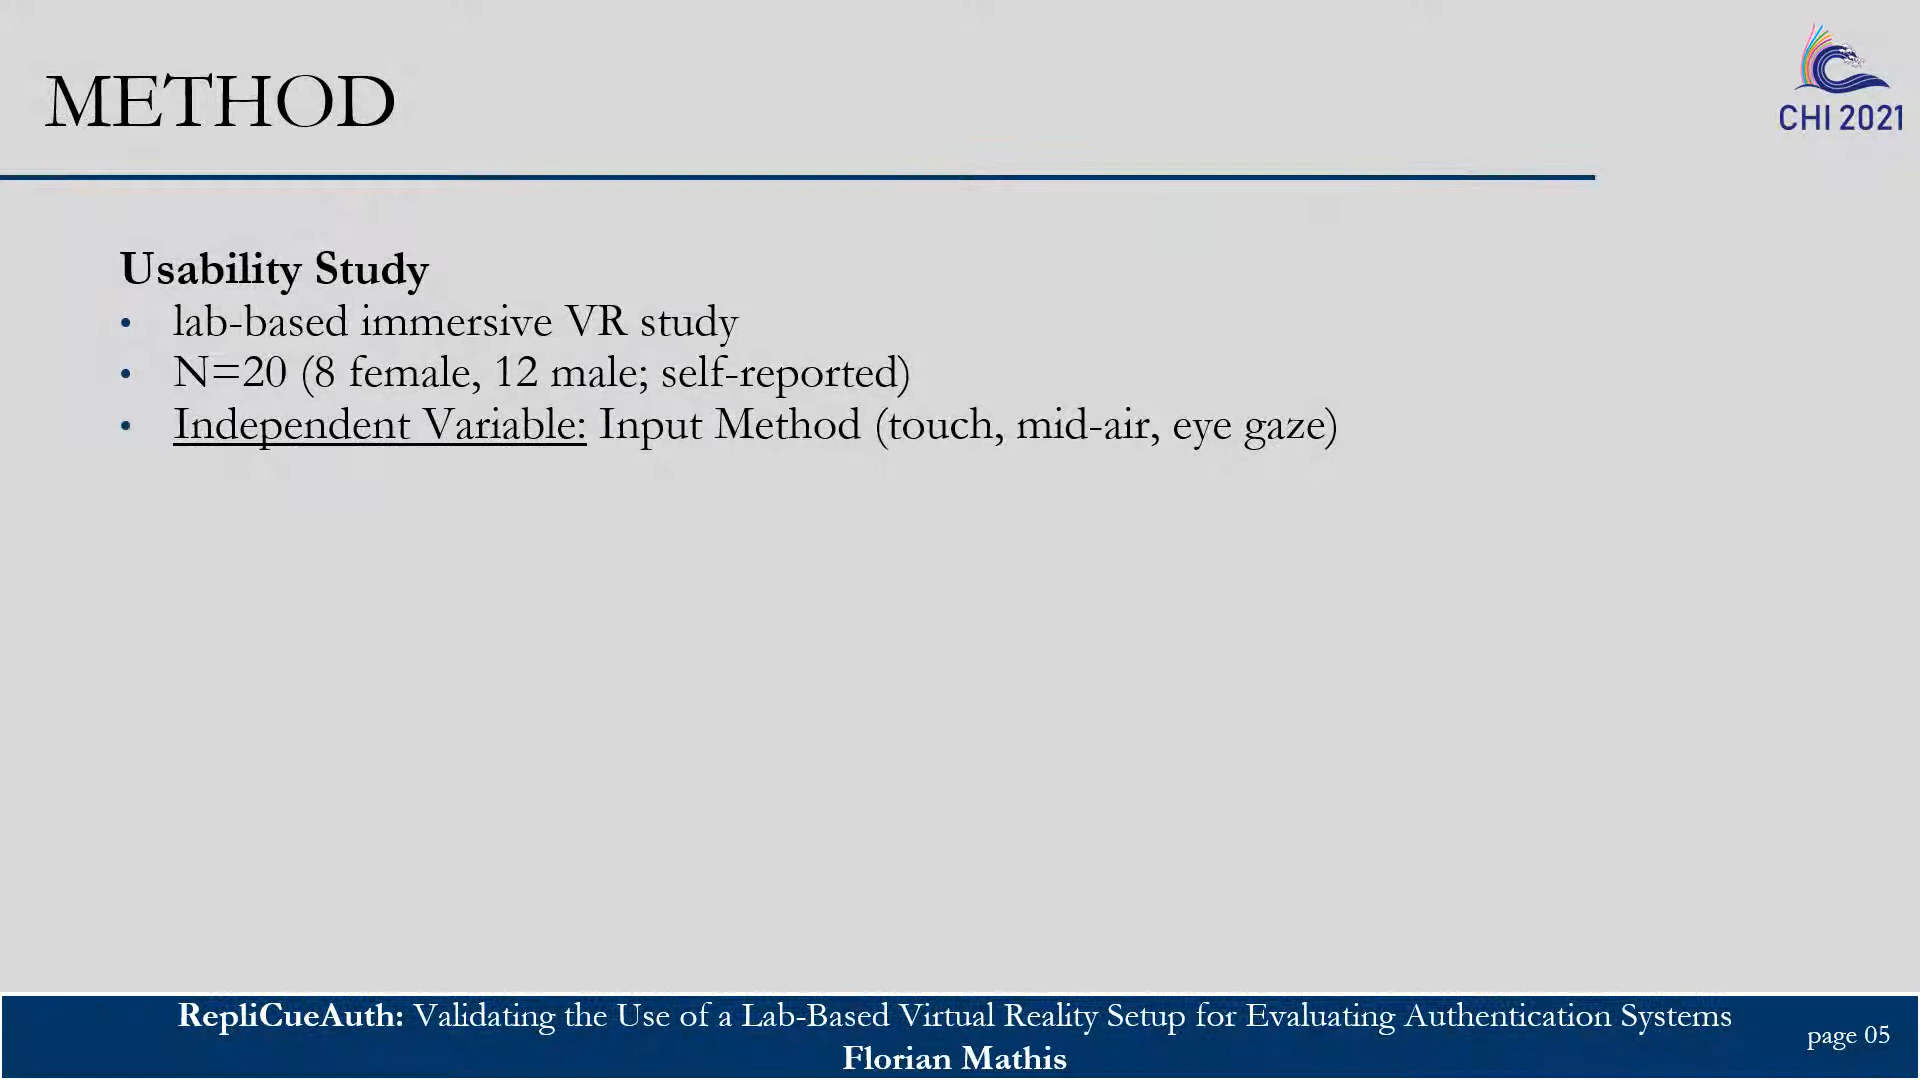 METHOD
CHI 2021
Usability Study
• lab-based immersive VR study
• N=20 (8 female, 12 male; self-reported)
• Independent Variable: Input Method (touch, mid-air, eye gaze)
RepliCueAuth: Validating the Use of a Lab-Based Virtual Reality Setup for Evaluating Authentication Systems
Florian Mathis
page 05